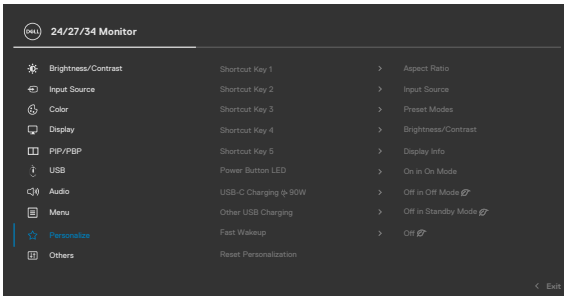 DELL 24/27/34 Monitor
Brightness/Contrast Shortcut Key 1 > Aspect Ratio
Input Source Shortcut Key 2 > Input Source
Color Shortcut Key 3 > Preset Modes
Display Shortcut Key 4 > Brightness/Contrast
PIP/PBP Shortcut Key 5 > Display Info
USB Power Button LED > On in On Mode
Audio USB-C Charging 90W > Off in Off Mode
Menu Other USB Charging > Off in Standby Mode
Personalize Fast Wakeup > Off
Others Reset Personalization
< Exit